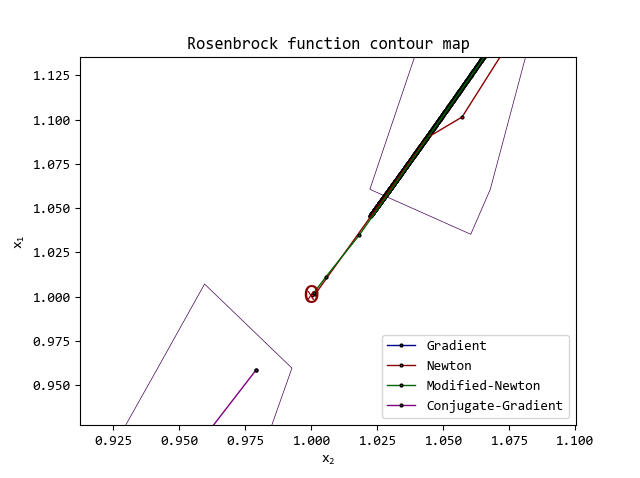 Rosenbrock function contour map
1.125
1.100
1.075
1.050
1.025
1.000
0.975
0.950
x₁
0
x
Gradient
Newton
Modified-Newton
Conjugate-Gradient
0.925 0.950 0.975 1.000 1.025 1.050 1.075 1.100
x₂